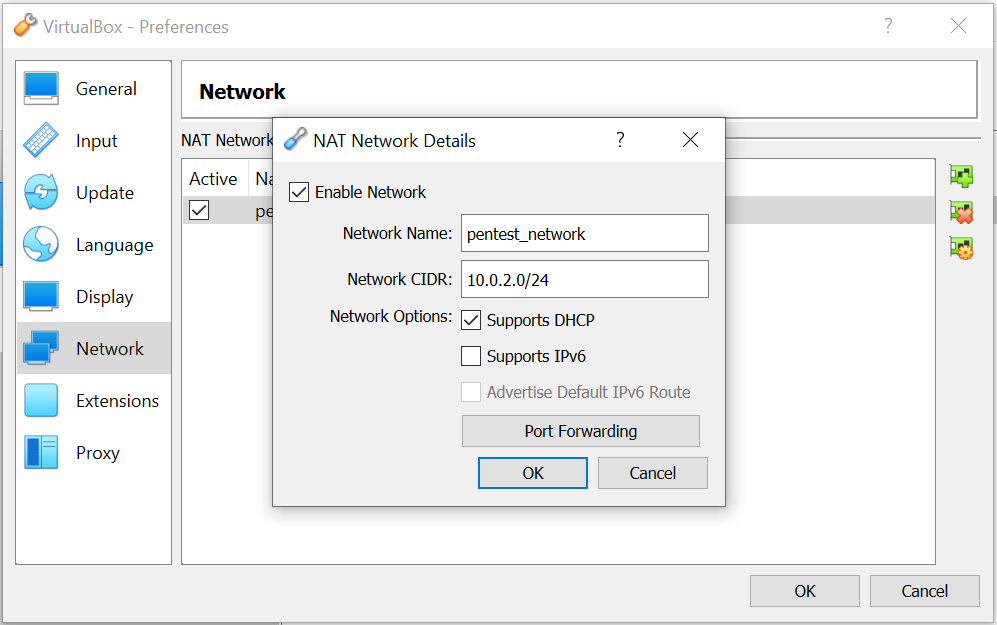 VirtualBox - Preferences
?
General
Input
Update
Language
Display
Network
Extensions
Proxy
Network
NAT Network
Active Na
pe
NAT Network Details
?
Enable Network
Network Name: pentest_network
Network CIDR: 10.0.2.0/24
Network Options: Supports DHCP
Supports IPv6
Advertise Default IPv6 Route
Port Forwarding
OK Cancel
OK Cancel